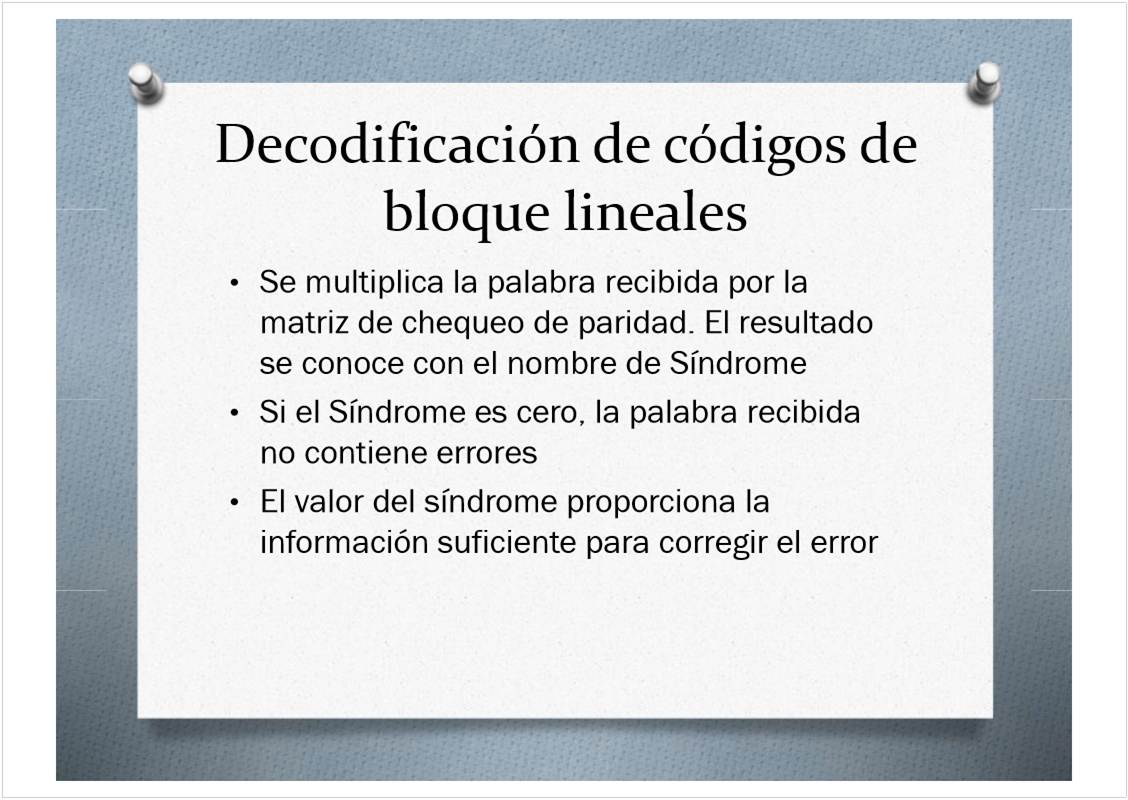 Decodificación de códigos de
bloque lineales
• Se multiplica la palabra recibida por la
matriz de chequeo de paridad. El resultado
se conoce con el nombre de Síndrome
• Si el Síndrome es cero, la palabra recibida
no contiene errores
• El valor del síndrome proporciona la
información suficiente para corregir el error